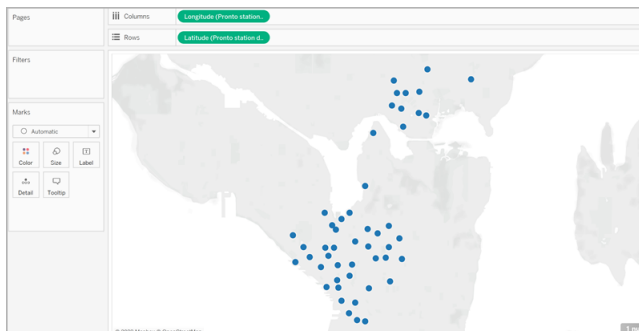 Pages
Columns
Longitude (Pronto station..
Rows
Latitude (Pronto station d..
Filters
Marks
Automatic
Color
Size
Label
Detail
Tooltip